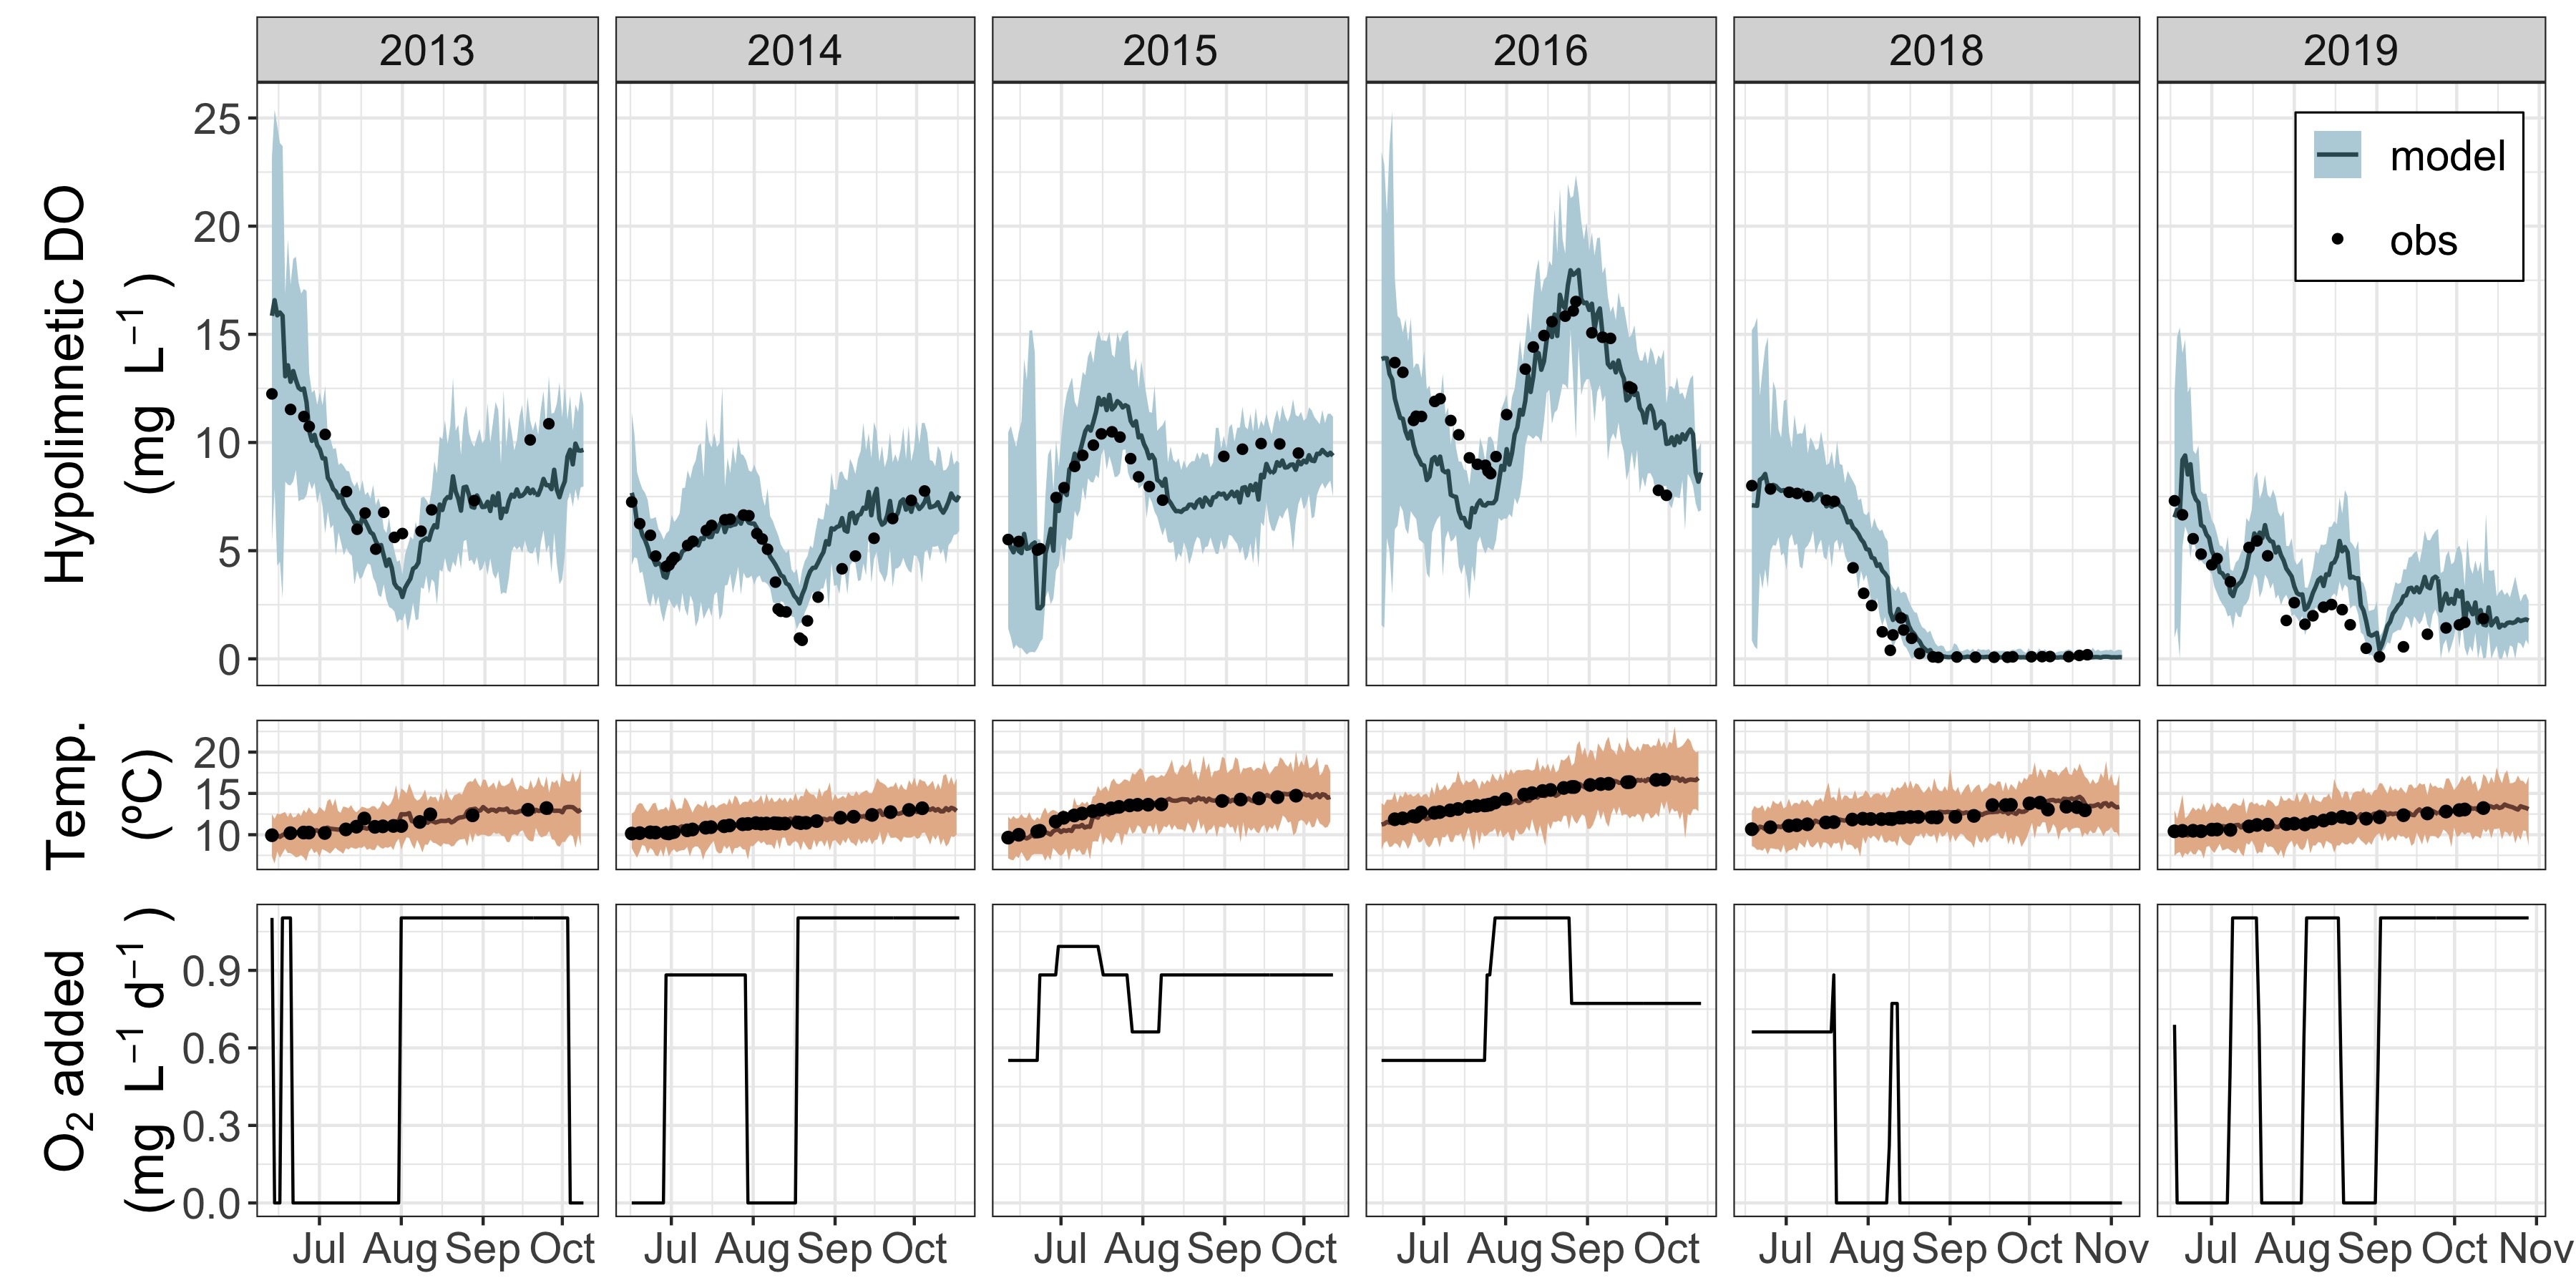 2013 2014 2015 2016 2018 2019
Hypolimnetic DO
(mg L⁻¹ )
25
20
15
10
5
0
model
obs
Temp.
(ºC)
20
15
10
O₂ added
(mg L⁻¹ d⁻¹ )
0.9
0.6
0.3
0.0
Jul Aug Sep Oct Jul Aug Sep Oct Jul Aug Sep Oct Jul Aug Sep Oct Jul Aug Sep Oct Nov Jul Aug Sep Oct Nov